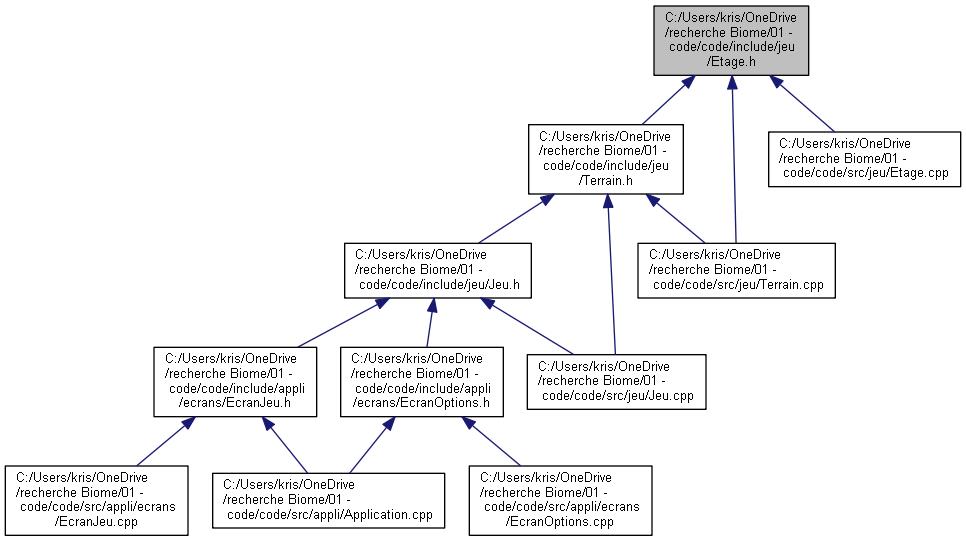 C:/Users/kris/OneDrive
/recherche Biome/01 -
code/code/include/jeu
/Etage.h
C:/Users/kris/OneDrive
/recherche Biome/01 -
code/code/include/jeu
/Terrain.h
C:/Users/kris/OneDrive
/recherche Biome/01 -
code/code/src/jeu/Etage.cpp
C:/Users/kris/OneDrive
/recherche Biome/01 -
code/code/include/jeu/Jeu.h
C:/Users/kris/OneDrive
/recherche Biome/01 -
code/code/src/jeu/Terrain.cpp
C:/Users/kris/OneDrive
/recherche Biome/01 -
code/code/include/appli
/ecrans/EcranJeu.h
C:/Users/kris/OneDrive
/recherche Biome/01 -
code/code/include/appli
/ecrans/EcranOptions.h
C:/Users/kris/OneDrive
/recherche Biome/01 -
code/code/src/jeu/Jeu.cpp
C:/Users/kris/OneDrive
/recherche Biome/01 -
code/code/src/appli/ecrans
/EcranJeu.cpp
C:/Users/kris/OneDrive
/recherche Biome/01 -
code/code/src/appli/Application.cpp
C:/Users/kris/OneDrive
/recherche Biome/01 -
code/code/src/appli/ecrans
/EcranOptions.cpp